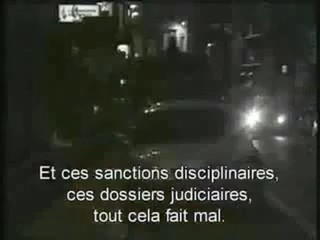 Et ces sanctions disciplinaires,
ces dossiers judiciaires,
tout cela fait mal.